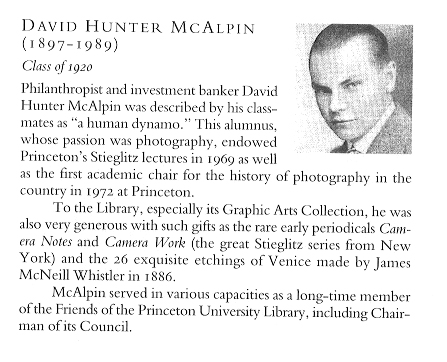 DAVID HUNTER MCALPIN
(1897-1989)
Class of 1920
Philanthropist and investment banker David
Hunter McAlpin was described by his class-
mates as “a human dynamo.” This alumnus,
whose passion was photography, endowed
Princeton’s Stieglitz lectures in 1969 as well
as the first academic chair for the history of photography in the
country in 1972 at Princeton.
To the Library, especially its Graphic Arts Collection, he was
also very generous with such gifts as the rare early periodicals Cam-
era Notes and Camera Work (the great Stieglitz series from New
York) and the 26 exquisite etchings of Venice made by James
McNeill Whistler in 1886.
McAlpin served in various capacities as a long-time member
of the Friends of the Princeton University Library, including Chair-
man of its Council.